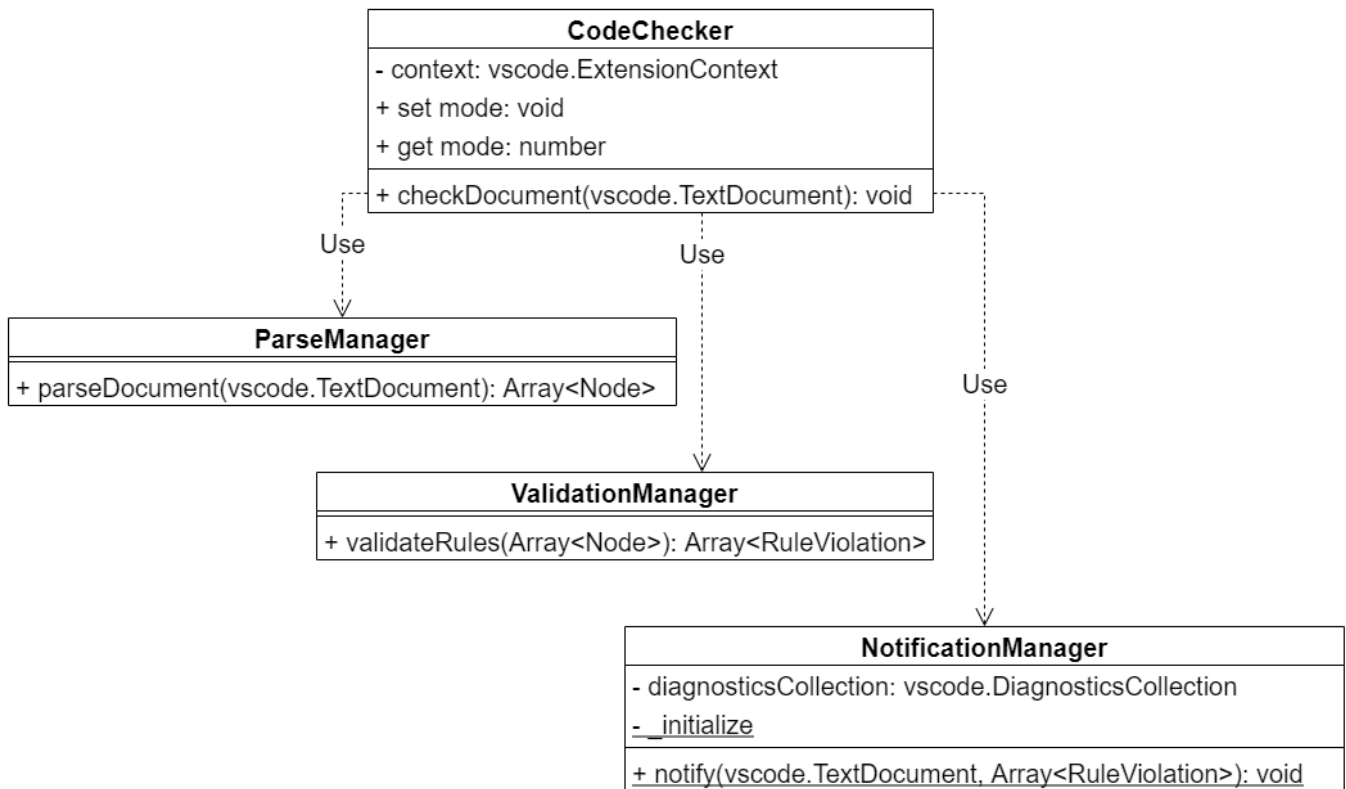 CodeChecker
- context: vscode.ExtensionContext
+ set mode: void
+ get mode: number
+ checkDocument(vscode.TextDocument): void
Use
Use
ParseManager
+ parseDocument(vscode.TextDocument): Array<Node>
Use
ValidationManager
+ validateRules(Array<Node>): Array<RuleViolation>
NotificationManager
- diagnosticsCollection: vscode.DiagnosticsCollection
- _initialize
+ notify(vscode.TextDocument, Array<RuleViolation>): void